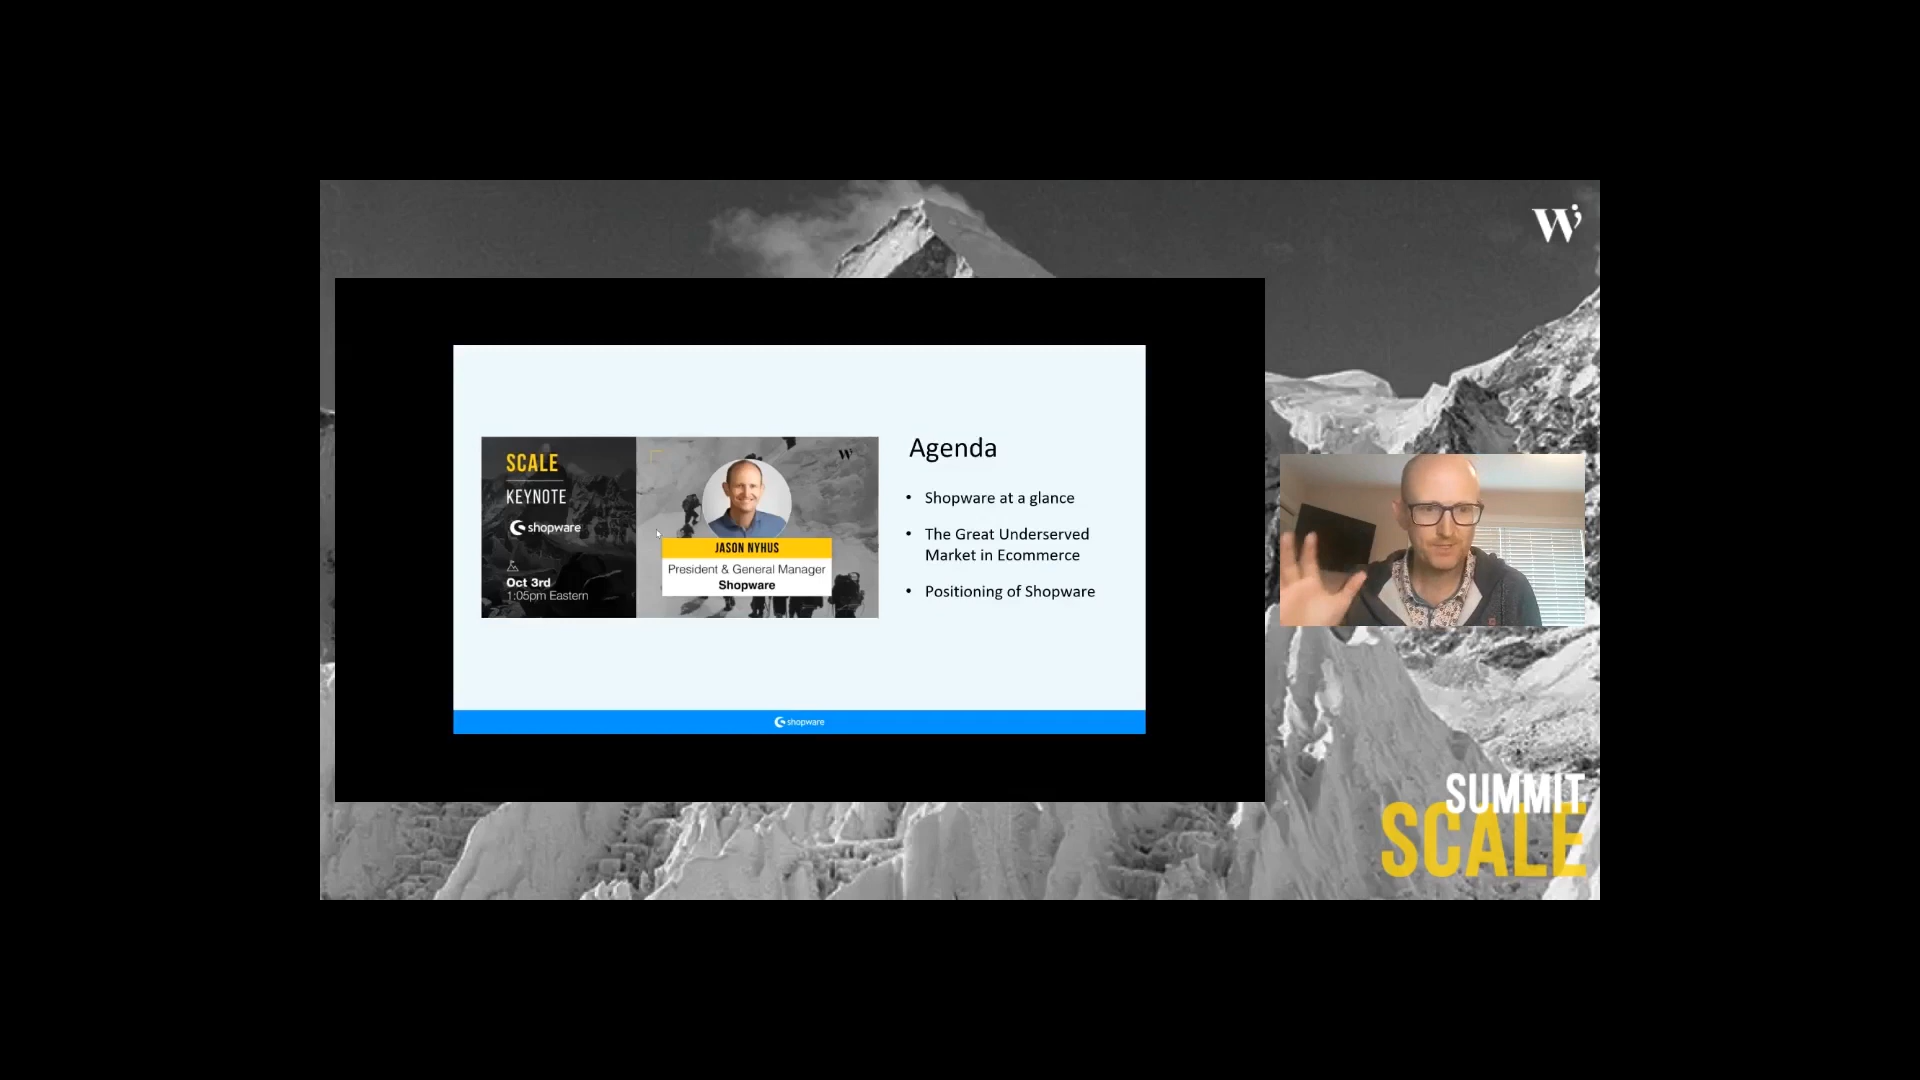 W
SCALE
KEYNOTE
shopware
Oct 3rd
1:05pm Eastern
W
JASON NYHUS
President & General Manager
Shopware
Agenda
• Shopware at a glance
• The Great Underserved
Market in Ecommerce
• Positioning of Shopware
shopware
SUMMIT
SCALE